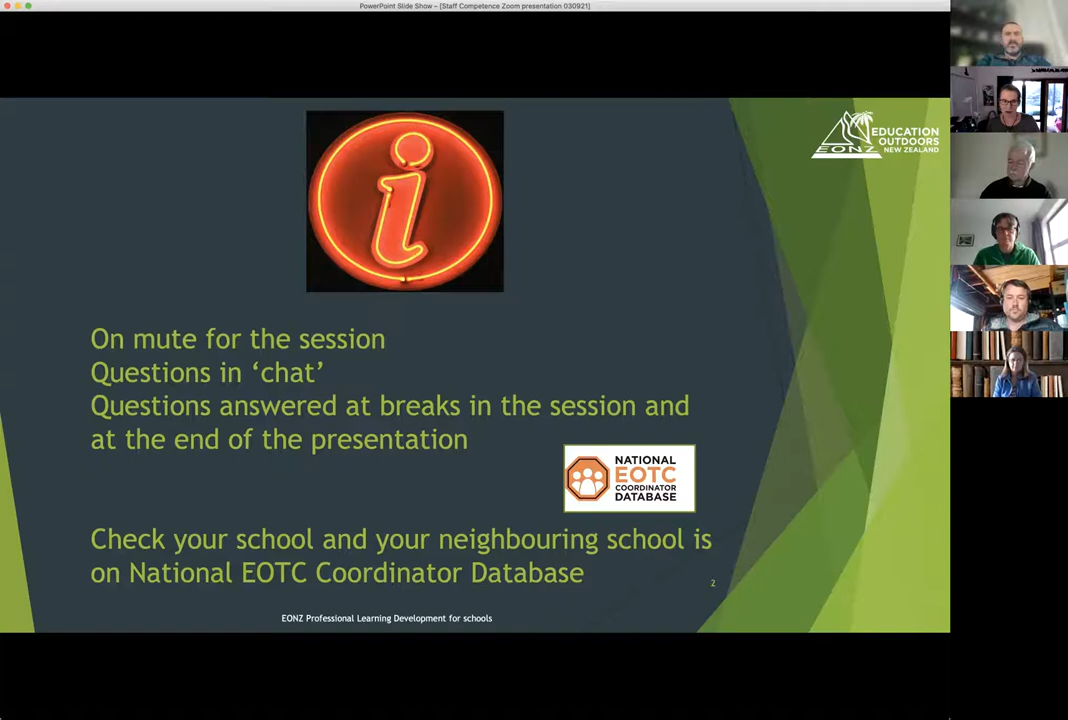 PowerPoint Slide Show – [Staff Competence Zoom presentation 030921]
i
EDUCATION
OUTDOORS
NEW ZEALAND
EONZ
On mute for the session
Questions in ‘chat’
Questions answered at breaks in the session and
at the end of the presentation
NATIONAL
EOTC
COORDINATOR
DATABASE
Check your school and your neighbouring school is
on National EOTC Coordinator Database
2
EONZ Professional Learning Development for schools